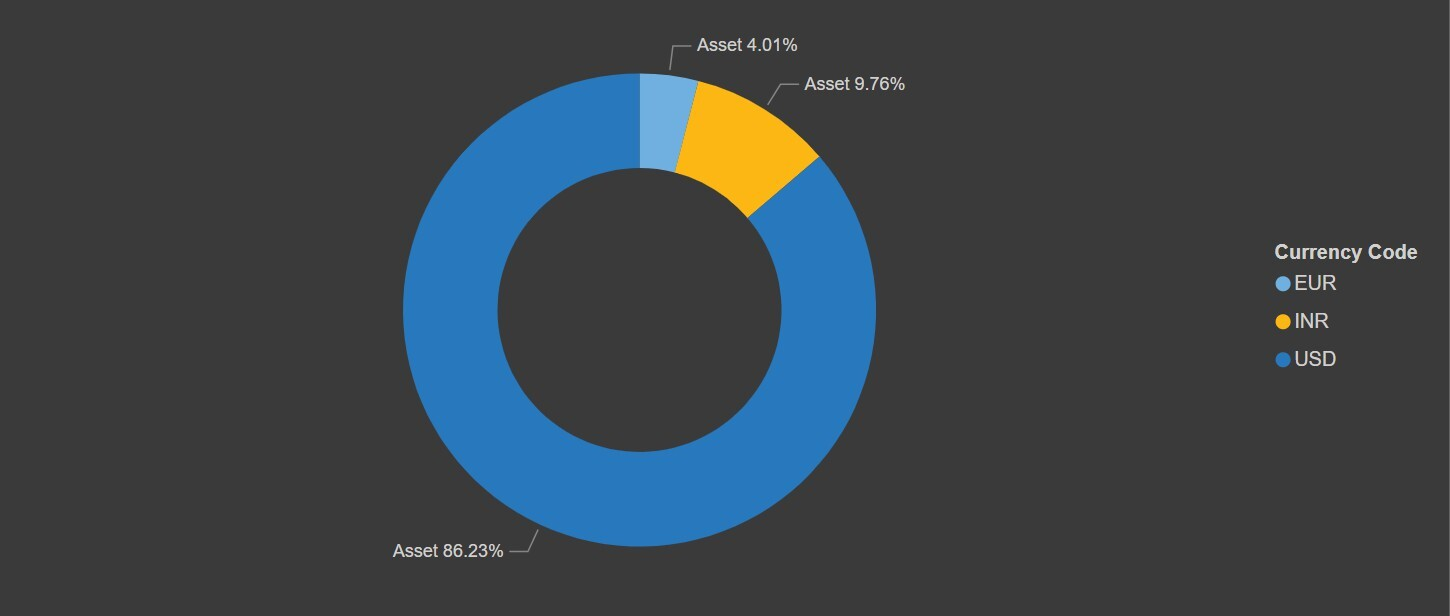 Asset 4.01%
Asset 9.76%
Currency Code
EUR
INR
USD
Asset 86.23%